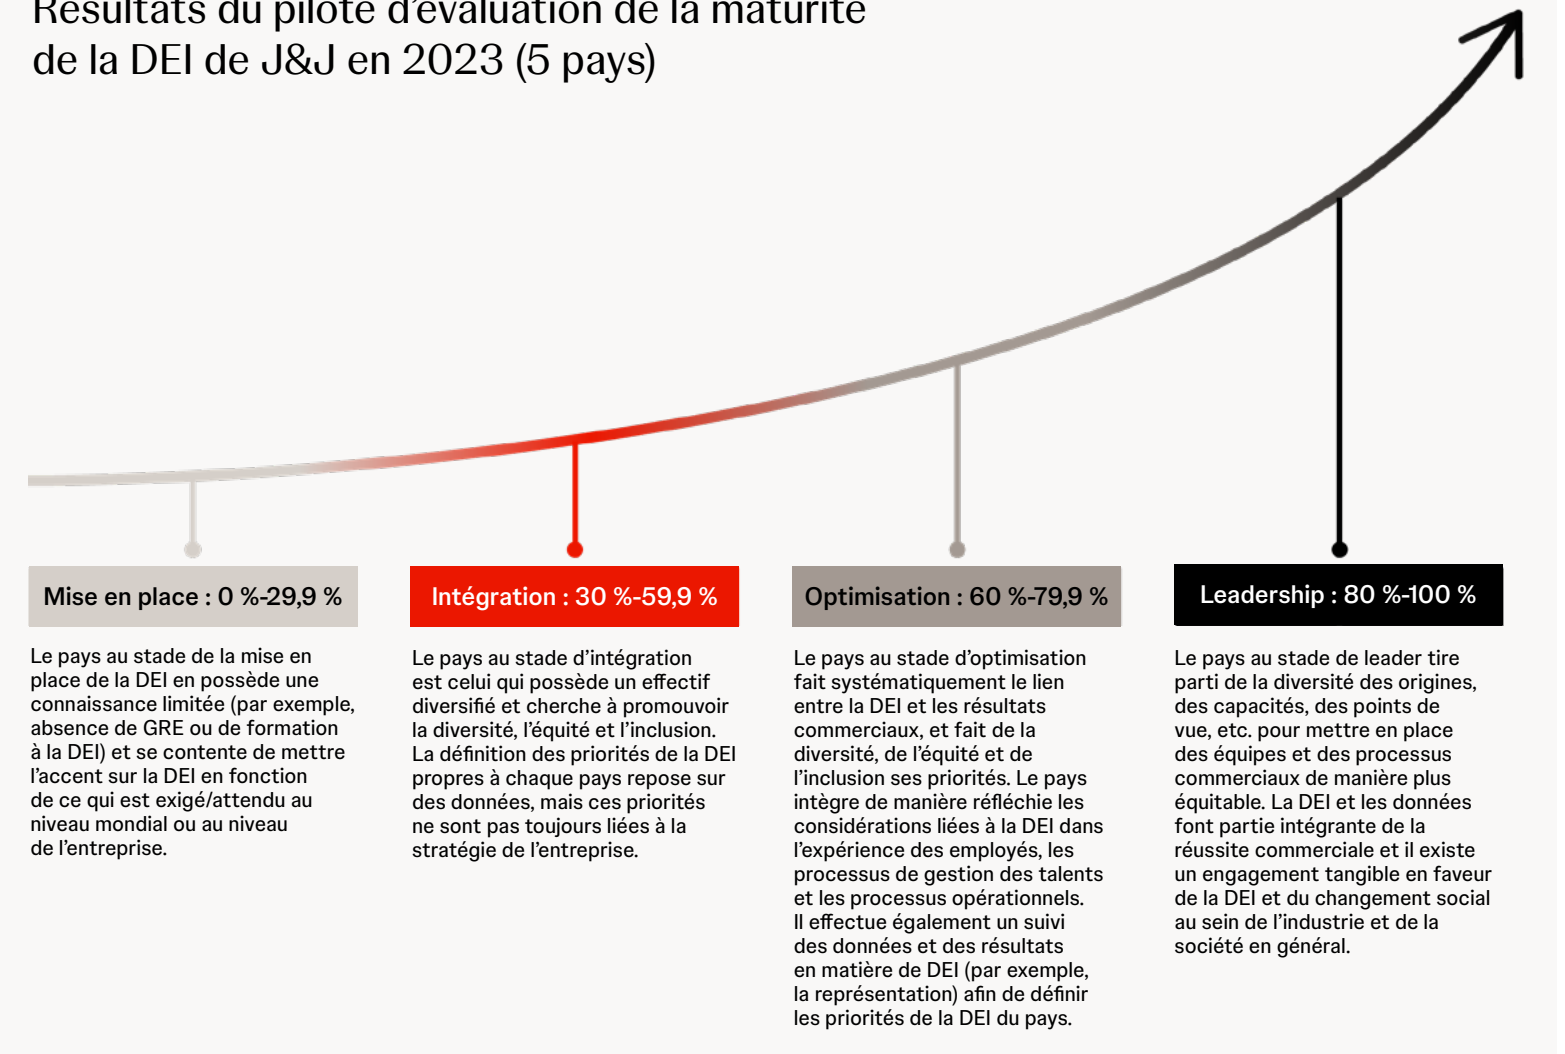 Résultats du pilote d'évaluation de la maturité
de la DEI de J&J en 2023 (5 pays)
Mise en place : 0 %-29,9 %
Le pays au stade de la mise en
place de la DEI en possède une
connaissance limitée (par exemple,
absence de GRE ou de formation
à la DEI) et se contente de mettre
l'accent sur la DEI en fonction
de ce qui est exigé/attendu au
niveau mondial ou au niveau
de l'entreprise.
Intégration : 30 %-59,9 %
Le pays au stade d'intégration
est celui qui possède un effectif
diversifié et cherche à promouvoir
la diversité, l'équité et l'inclusion.
La définition des priorités de la DEI
propres à chaque pays repose sur
des données, mais ces priorités
ne sont pas toujours liées à la
stratégie de l'entreprise.
Optimisation : 60 %-79,9 %
Le pays au stade d'optimisation
fait systématiquement le lien
entre la DEI et les résultats
commerciaux, et fait de la
diversité, de l'équité et de
l'inclusion ses priorités. Le pays
intègre de manière réfléchie les
considérations liées à la DEI dans
l'expérience des employés, les
processus de gestion des talents
et les processus opérationnels.
Il effectue également un suivi
des données et des résultats
en matière de DEI (par exemple,
la représentation) afin de définir
les priorités de la DEI du pays.
Leadership : 80 %-100 %
Le pays au stade de leader tire
parti de la diversité des origines,
des capacités, des points de
vue, etc. pour mettre en place
des équipes et des processus
commerciaux de manière plus
équitable. La DEI et les données
font partie intégrante de la
réussite commerciale et il existe
un engagement tangible en faveur
de la DEI et du changement social
au sein de l'industrie et de la
société en général.